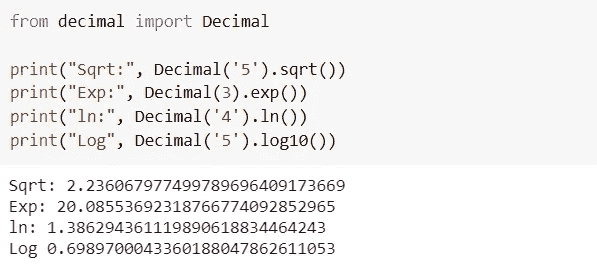 from decimal import Decimal
print("Sqrt:", Decimal('5').sqrt())
print("Exp:", Decimal(3).exp())
print("ln:", Decimal('4').ln())
print("Log", Decimal('5').log10())
Sqrt: 2.236067977499789696409173669
Exp: 20.08553692318766774092852965
ln: 1.386294361119890618834464243
Log 0.6989700043360188047862611053